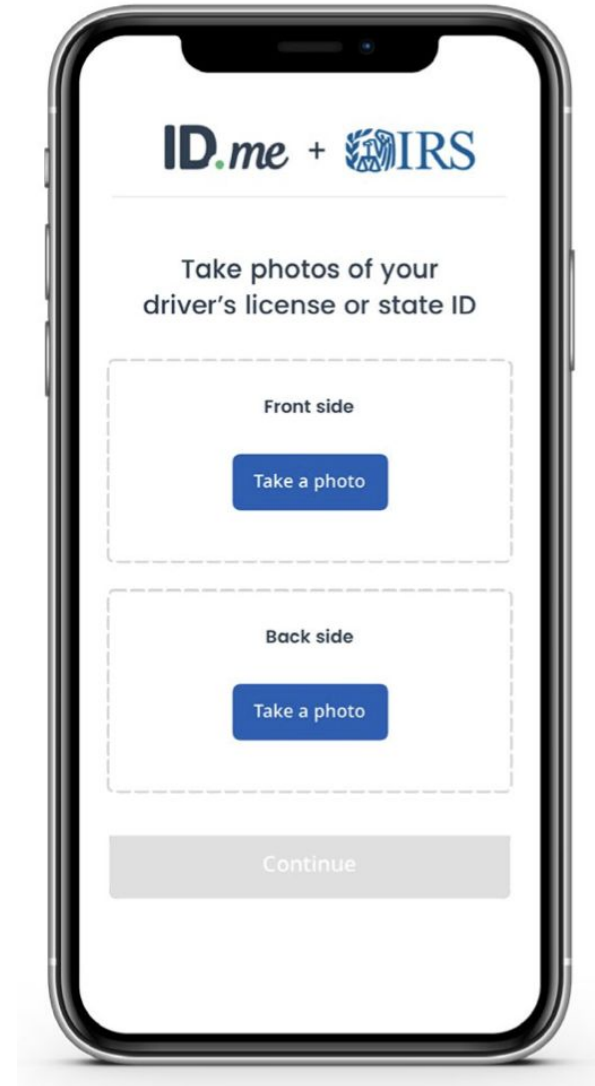 ID.me + IRS
Take photos of your
driver's license or state ID
Front side
Take a photo
Back side
Take a photo
Continue